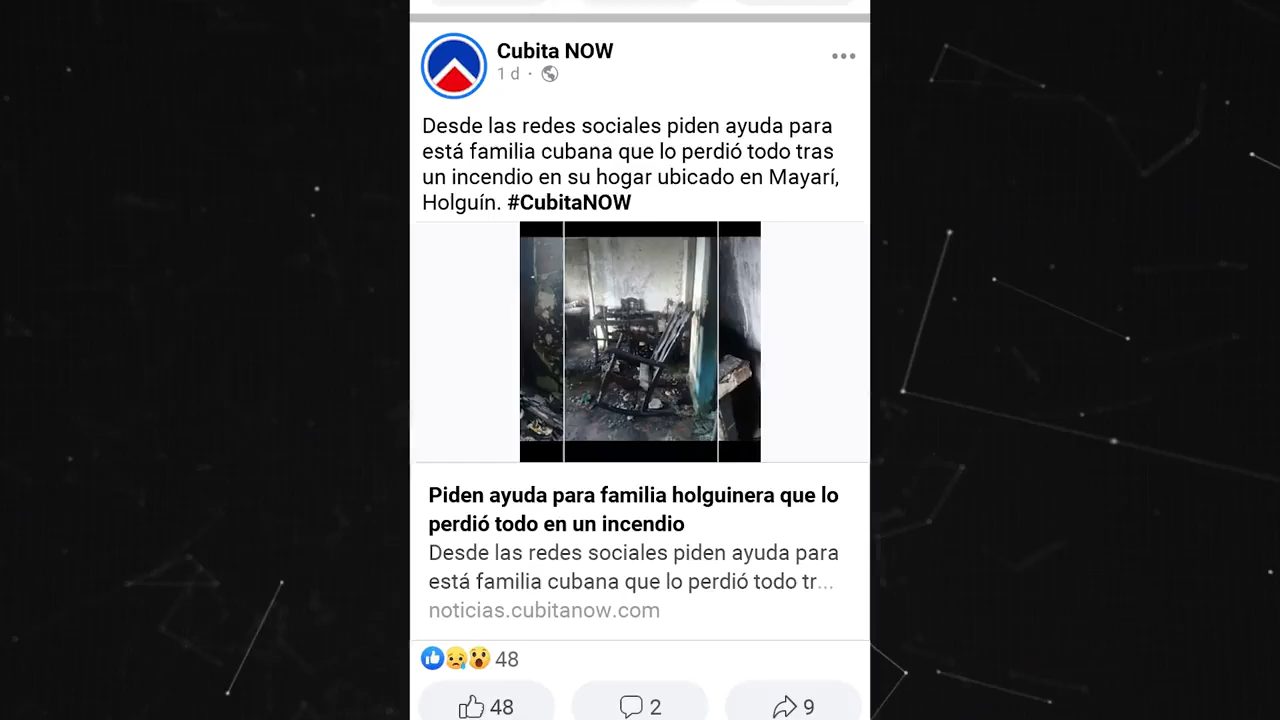 Cubita NOW
1 d ·
Desde las redes sociales piden ayuda para
está familia cubana que lo perdió todo tras
un incendio en su hogar ubicado en Mayarí,
Holguín. #CubitaNOW
Piden ayuda para familia holguinera que lo
perdió todo en un incendio
Desde las redes sociales piden ayuda para
está familia cubana que lo perdió todo tr...
noticias.cubitanow.com
48
48
2
9